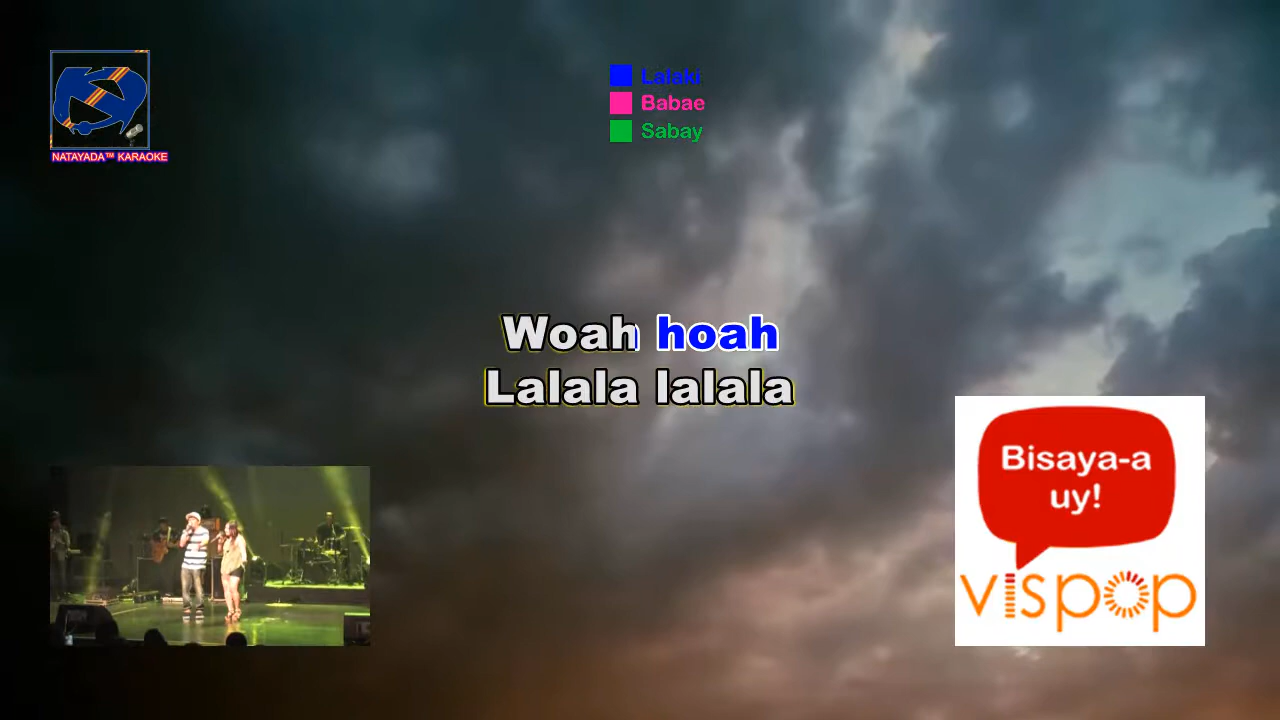 NATAYADA™ KARAOKE
Lalaki
Babae
Sabay
Woah hoah
Lalala lalala
Bisaya-a
uy!
vispop